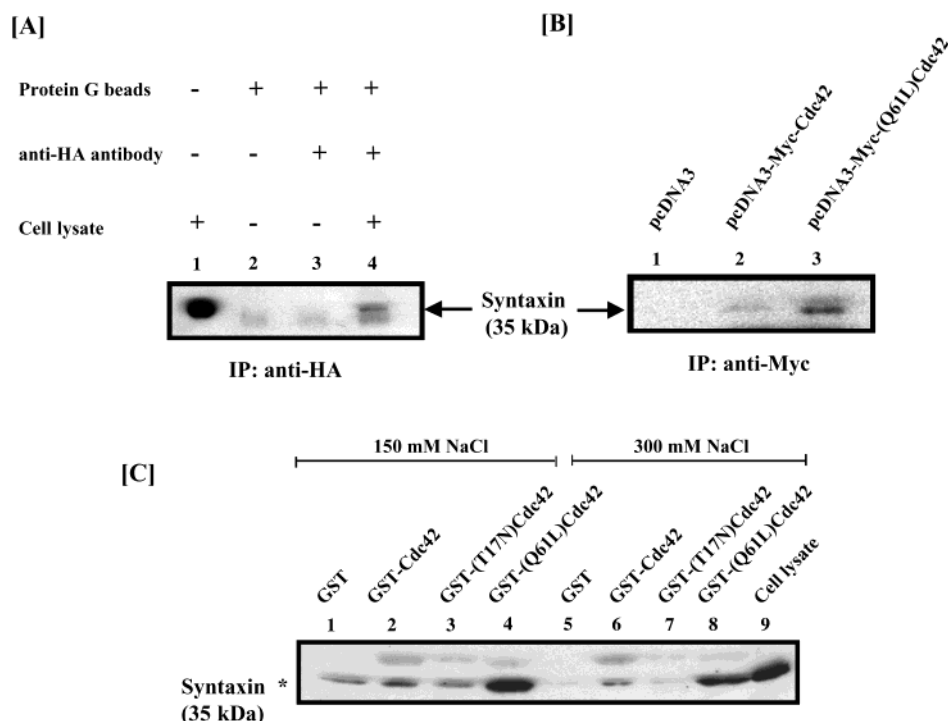 [A]
Protein G beads - + + +
anti-HA antibody - - + +
Cell lysate + - - +
1 2 3 4
IP: anti-HA
Syntaxin
(35 kDa)
[B]
pcDNA3
pcDNA3-Myc-Cdc42
pcDNA3-Myc-(Q61L)Cdc42
1 2 3
IP: anti-Myc
[C]
150 mM NaCl 300 mM NaCl
GST
GST-Cdc42
GST-(T17N)Cdc42
GST-(Q61L)Cdc42
GST
GST-Cdc42
GST-(T17N)Cdc42
GST-(Q61L)Cdc42
Cell lysate
1 2 3 4 5 6 7 8 9
Syntaxin *
(35 kDa)